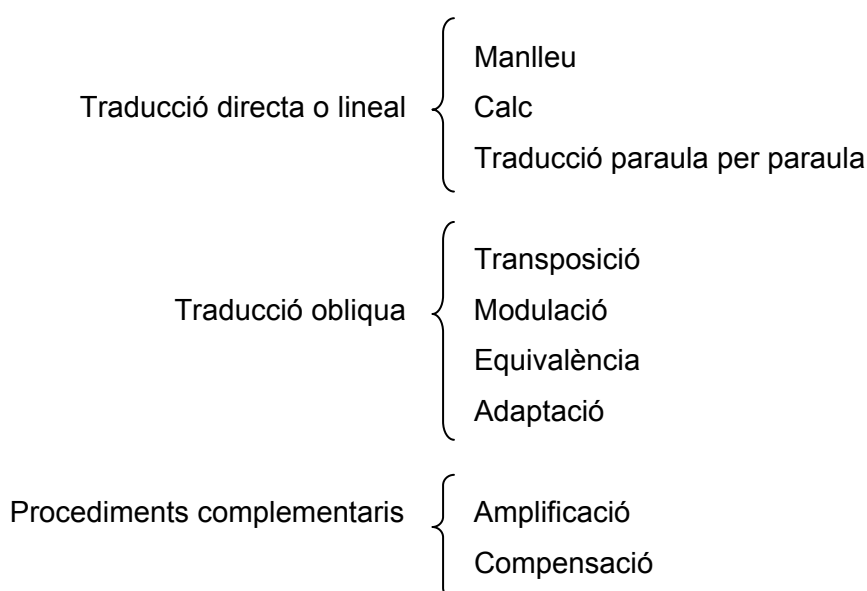 Manlleu
Traducció directa o lineal
Calc
Traducció paraula per paraula
Transposició
Traducció obliqua
Modulació
Equivalència
Adaptació
Procediments complementaris
Amplificació
Compensació